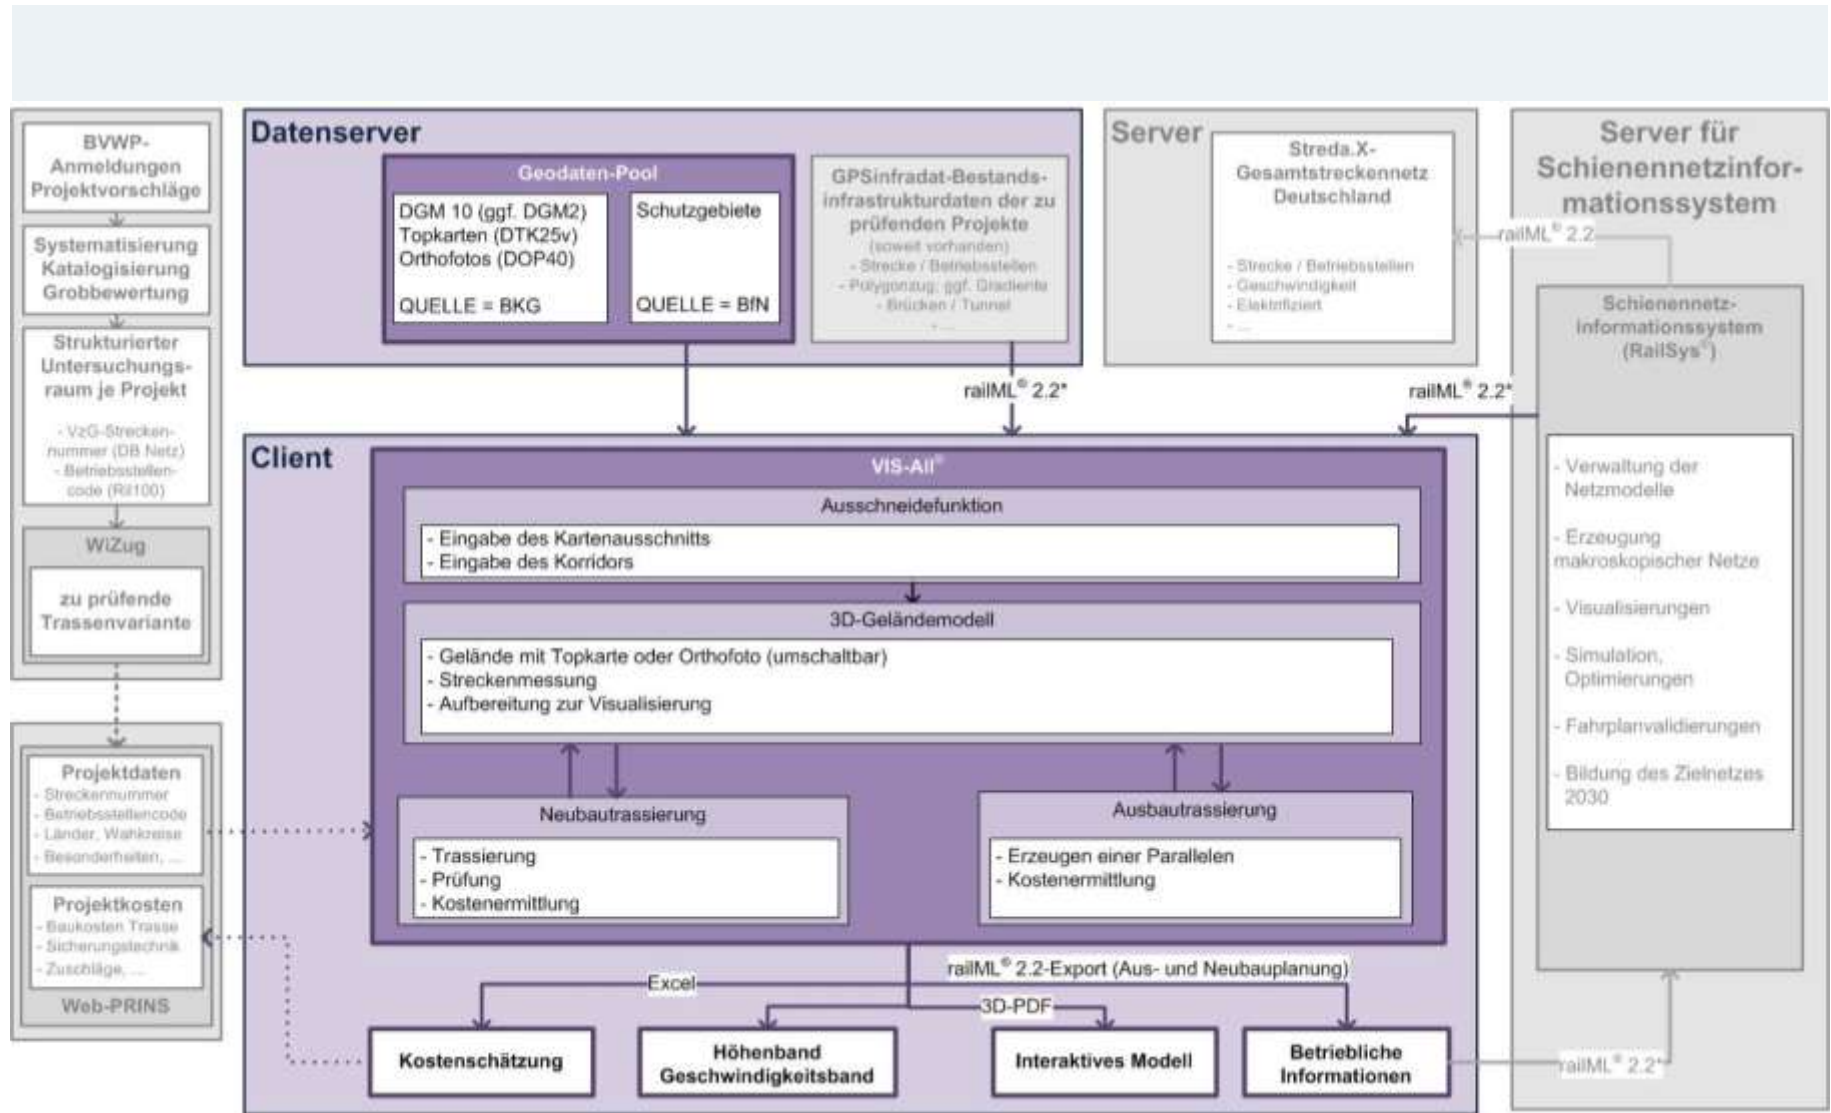 BVWP-
Anmeldungen
Projektvorschläge
Systematisierung
Katalogisierung
Grobbewertung
Strukturierter
Untersuchungs-
raum je Projekt
- VzG-Strecken-
nummer (DB Netz)
- Betriebsstellen-
code (Ril100)
WiZug
zu prüfende
Trassenvariante
Projektdaten
- Streckennummer
- Betriebsstellencode
- Länder, Wahkreise
- Besonderheiten, ...
Projektkosten
- Baukosten Trasse
- Sicherungstechnik
- Zuschläge, ...
Web-PRINS
Datenserver
Geodaten-Pool
DGM 10 (ggf. DGM2)
Topkarten (DTK25v)
Orthofotos (DOP40)
QUELLE = BKG
Schutzgebiete
QUELLE = BfN
GPSinfradat-Bestands-
infrastrukturdaten der zu
prüfenden Projekte
(soweit vorhanden)
- Strecke / Betriebsstellen
- Polygonzug; ggf. Gradiente
- Brücken / Tunnel
- ...
railML® 2.2*
Server
Streda.X-
Gesamtstreckennetz
Deutschland
- Strecke / Betriebsstellen
- Geschwindigkeit
- Elektrifiziert
- ...
railML® 2.2
railML® 2.2*
Server für
Schienennetzinfor-
mationssystem
Schienennetz-
informationssystem
(RailSys®)
- Verwaltung der
Netzmodelle
- Erzeugung
makroskopischer Netze
- Visualisierungen
- Simulation,
Optimierungen
- Fahrplanvalidierungen
- Bildung des Zielnetzes
2030
Client
VIS-All®
Ausschneidefunktion
- Eingabe des Kartenausschnitts
- Eingabe des Korridors
3D-Geländemodell
- Gelände mit Topkarte oder Orthofoto (umschaltbar)
- Streckenmessung
- Aufbereitung zur Visualisierung
Neubautrassierung
- Trassierung
- Prüfung
- Kostenermittlung
Ausbautrassierung
- Erzeugen einer Parallelen
- Kostenermittlung
railML® 2.2-Export (Aus- und Neubauplanung)
Excel
3D-PDF
Kostenschätzung
Höhenband
Geschwindigkeitsband
Interaktives Modell
Betriebliche
Informationen
railML® 2.2*